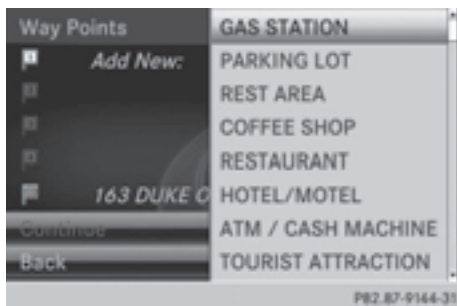 Way Points
Add New:
163 DUKE O
Continue
Back
GAS STATION
PARKING LOT
REST AREA
COFFEE SHOP
RESTAURANT
HOTEL/MOTEL
ATM / CASH MACHINE
TOURIST ATTRACTION
P82.87-9144-31